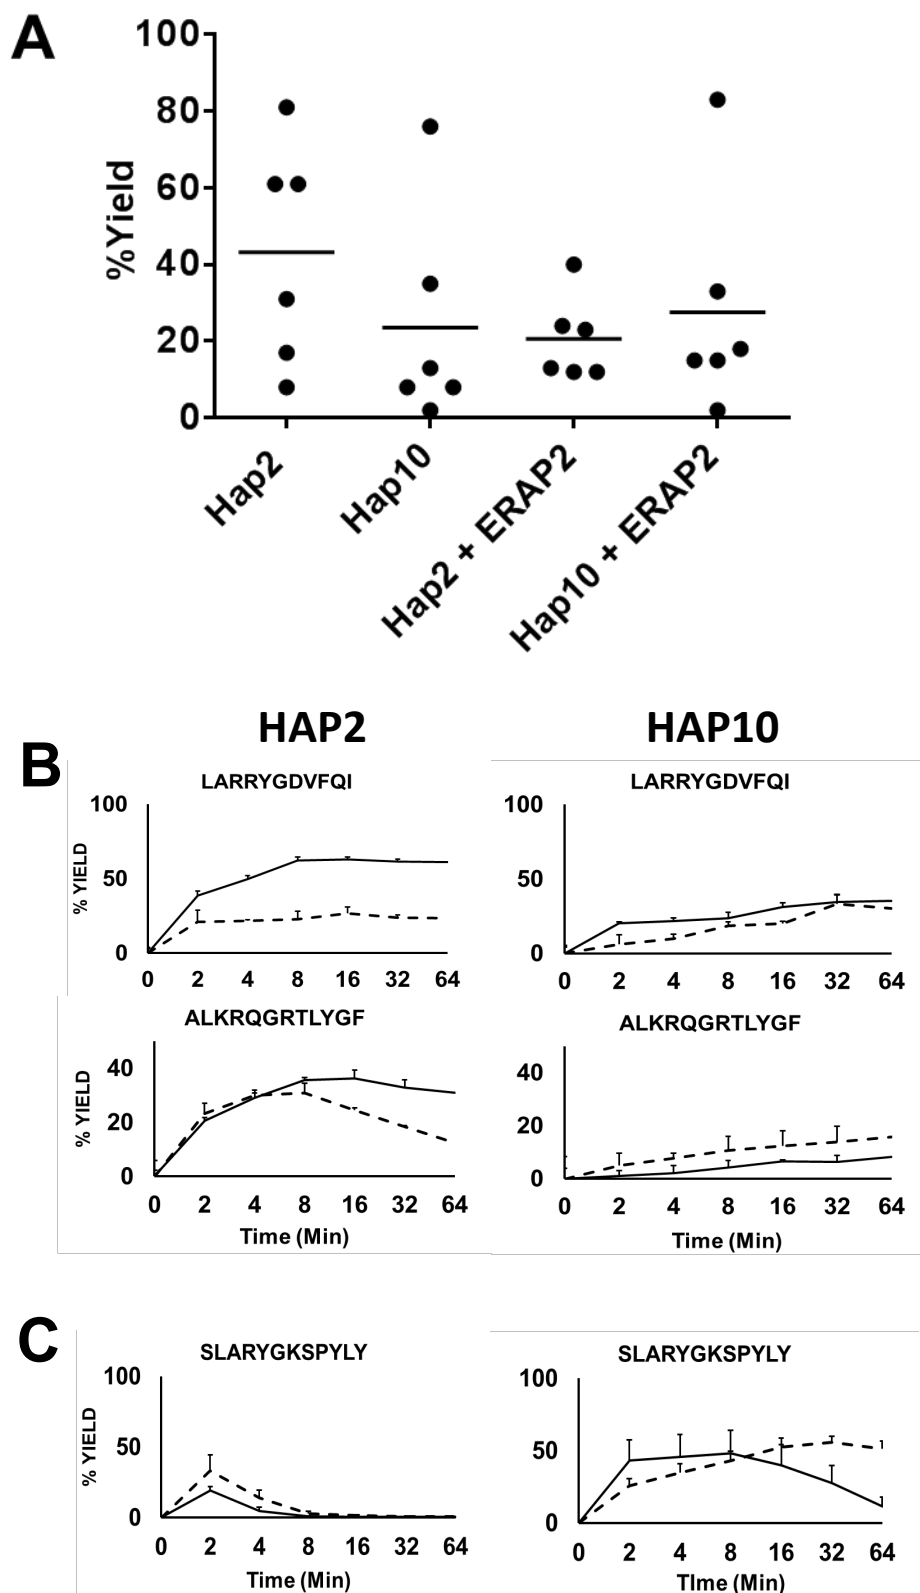 A
%Yield
100
80
60
40
20
0
Hap2
Hap10
Hap2 + ERAP2
Hap10 + ERAP2
HAP2
HAP10
B
LARRYGDVFQI
% YIELD
100
50
0
0 2 4 8 16 32 64
LARRYGDVFQI
100
50
0
0 2 4 8 16 32 64
ALKRQGRTLYGF
% YIELD
40
20
0
0 2 4 8 16 32 64
Time (Min)
ALKRQGRTLYGF
40
20
0
0 2 4 8 16 32 64
Time (Min)
C
SLARYGKSPYLY
% YIELD
100
50
0
0 2 4 8 16 32 64
Time (Min)
SLARYGKSPYLY
100
50
0
0 2 4 8 16 32 64
TIme (Min)